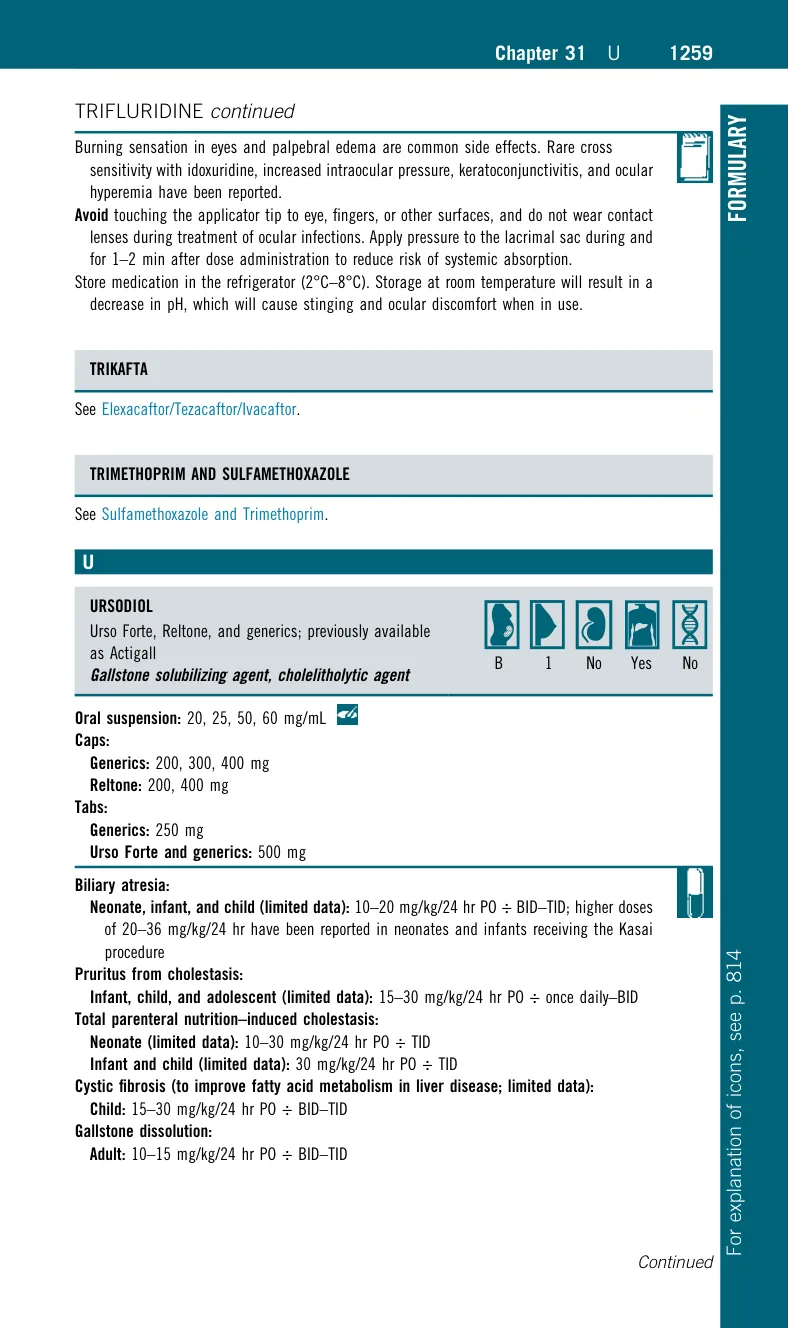 Chapter 31 U 1259
TRIFLURIDINE continued
Burning sensation in eyes and palpebral edema are common side effects. Rare cross
sensitivity with idoxuridine, increased intraocular pressure, keratoconjunctivitis, and ocular
hyperemia have been reported.
Avoid touching the applicator tip to eye, fingers, or other surfaces, and do not wear contact
lenses during treatment of ocular infections. Apply pressure to the lacrimal sac during and
for 1–2 min after dose administration to reduce risk of systemic absorption.
Store medication in the refrigerator (2°C–8°C). Storage at room temperature will result in a
decrease in pH, which will cause stinging and ocular discomfort when in use.
TRIKAFTA
See Elexacaftor/Tezacaftor/Ivacaftor.
TRIMETHOPRIM AND SULFAMETHOXAZOLE
See Sulfamethoxazole and Trimethoprim.
U
URSODIOL
Urso Forte, Reltone, and generics; previously available
as Actigall
Gallstone solubilizing agent, cholelitholytic agent
B 1 No Yes No
Oral suspension: 20, 25, 50, 60 mg/mL
Caps:
Generics: 200, 300, 400 mg
Reltone: 200, 400 mg
Tabs:
Generics: 250 mg
Urso Forte and generics: 500 mg
Biliary atresia:
Neonate, infant, and child (limited data): 10–20 mg/kg/24 hr PO ÷ BID–TID; higher doses
of 20–36 mg/kg/24 hr have been reported in neonates and infants receiving the Kasai
procedure
Pruritus from cholestasis:
Infant, child, and adolescent (limited data): 15–30 mg/kg/24 hr PO ÷ once daily–BID
Total parenteral nutrition–induced cholestasis:
Neonate (limited data): 10–30 mg/kg/24 hr PO ÷ TID
Infant and child (limited data): 30 mg/kg/24 hr PO ÷ TID
Cystic fibrosis (to improve fatty acid metabolism in liver disease; limited data):
Child: 15–30 mg/kg/24 hr PO ÷ BID–TID
Gallstone dissolution:
Adult: 10–15 mg/kg/24 hr PO ÷ BID–TID
Continued
FORMULARY
For explanation of icons, see p. 814